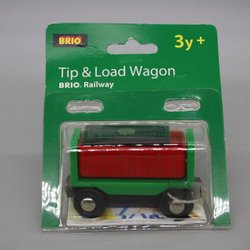 BRIO
3y+
Tip & Load Wagon
BRIO. Railway